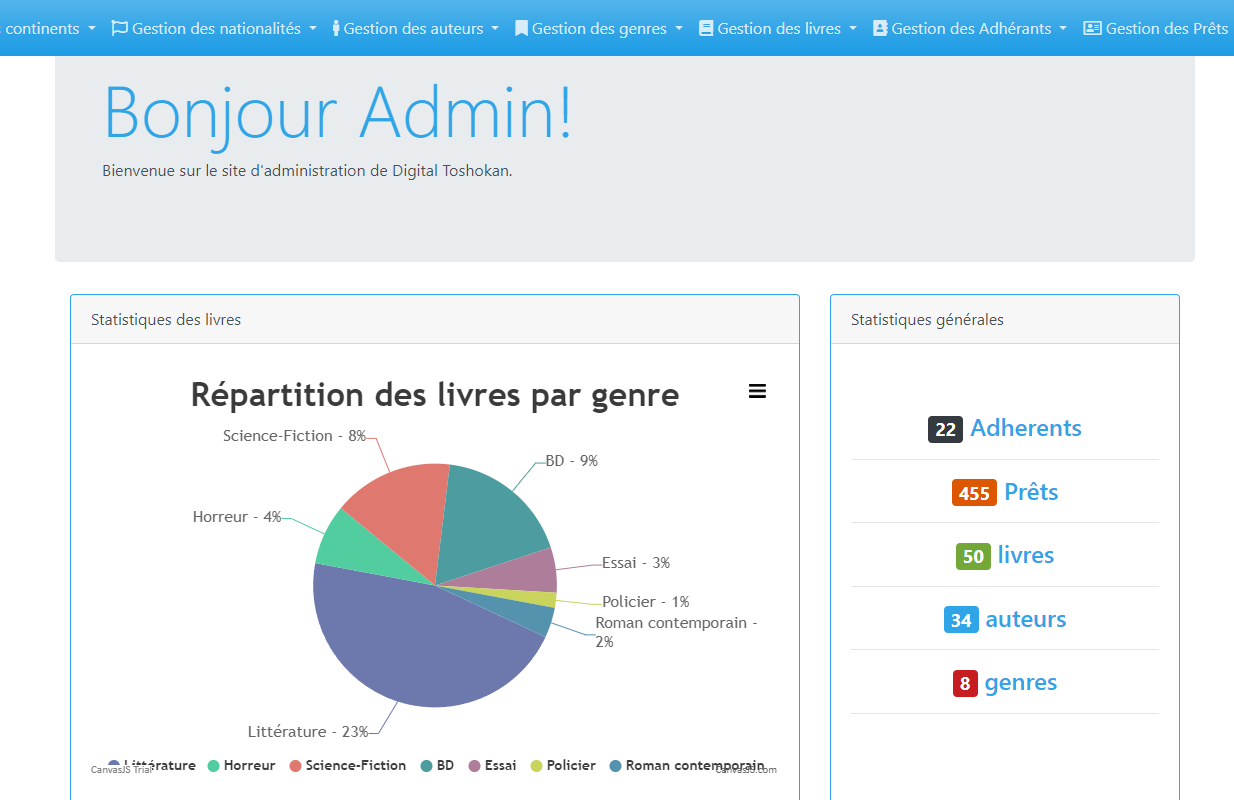 continents
Gestion des nationalités
Gestion des auteurs
Gestion des genres
Gestion des livres
Gestion des Adhérants
Gestion des Prêts
Bonjour Admin!
Bienvenue sur le site d'administration de Digital Toshokan.
Statistiques des livres
Répartition des livres par genre
Science-Fiction - 8%
BD - 9%
Horreur - 4%
Essai - 3%
Policier - 1%
Roman contemporain -
2%
Littérature - 23%
Littérature Horreur Science-Fiction BD Essai Policier Roman contemporain
CanvasJS Trial
CanvasJS.com
Statistiques générales
22 Adherents
455 Prêts
50 livres
34 auteurs
8 genres